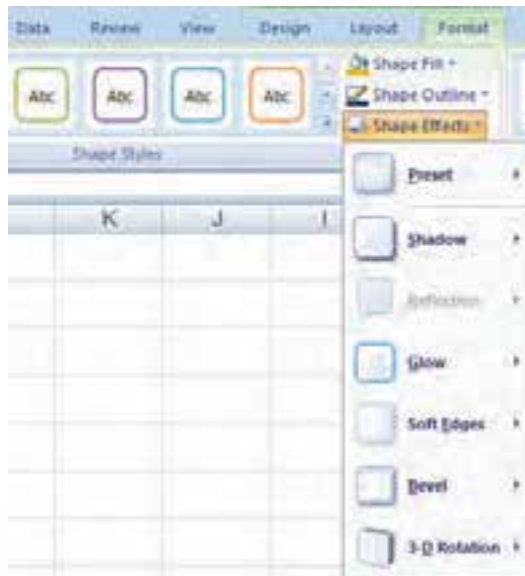 Data Review View Design Layout Format
Abc Abc Abc Abc
Shape Fill
Shape Outline
Shape Effects
Shape Styles
Preset
K J I
Shadow
Reflection
Glow
Soft Edges
Bevel
3-D Rotation